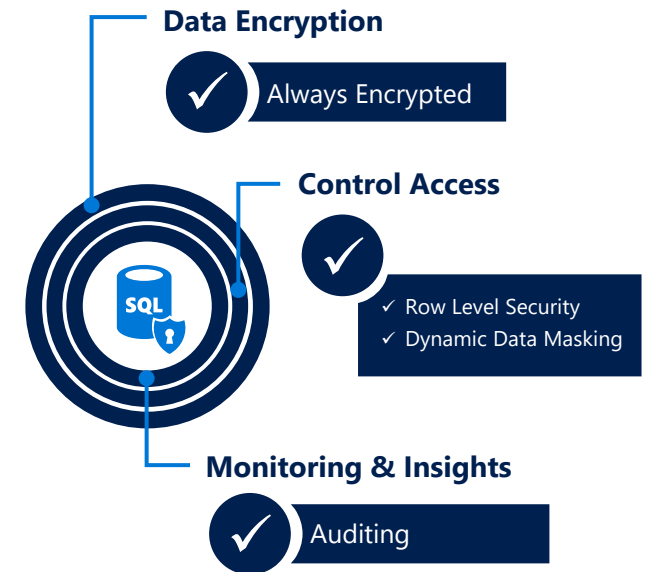 Data Encryption
Always Encrypted
Control Access
SQL
✓ Row Level Security
✓ Dynamic Data Masking
Monitoring & Insights
Auditing